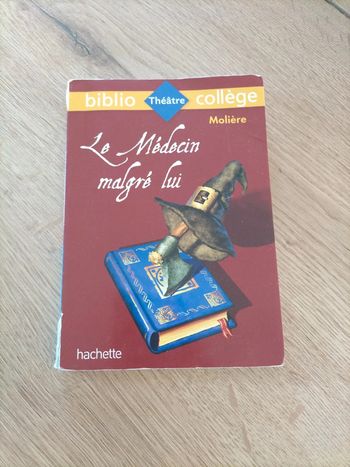 biblio Théâtre collège
Molière
Le Médecin
malgré lui
hachette